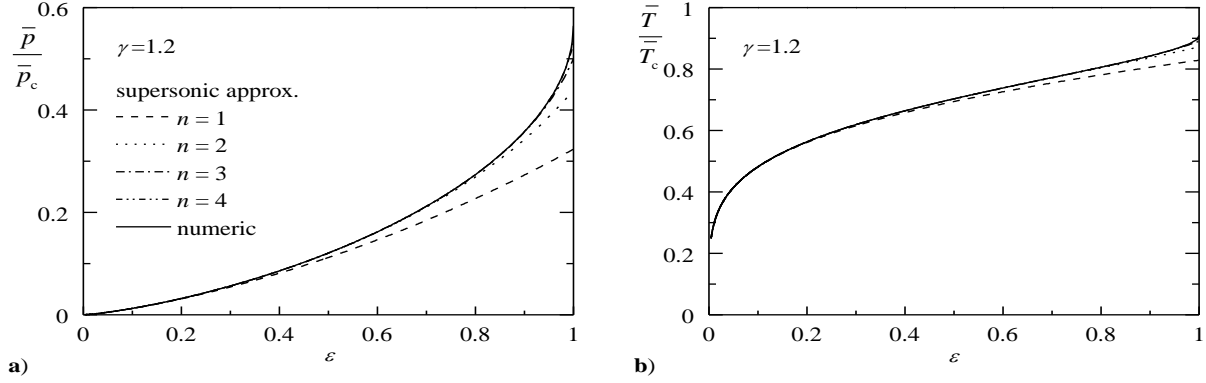 0.6
0.4
0.2
0
p̅
p̅c
γ=1.2
supersonic approx.
n = 1
n = 2
n = 3
n = 4
numeric
0 0.2 0.4 0.6 0.8 1
ε
a)
1
0.8
0.6
0.4
0.2
0
T̅
T̅c
γ=1.2
0 0.2 0.4 0.6 0.8 1
ε
b)